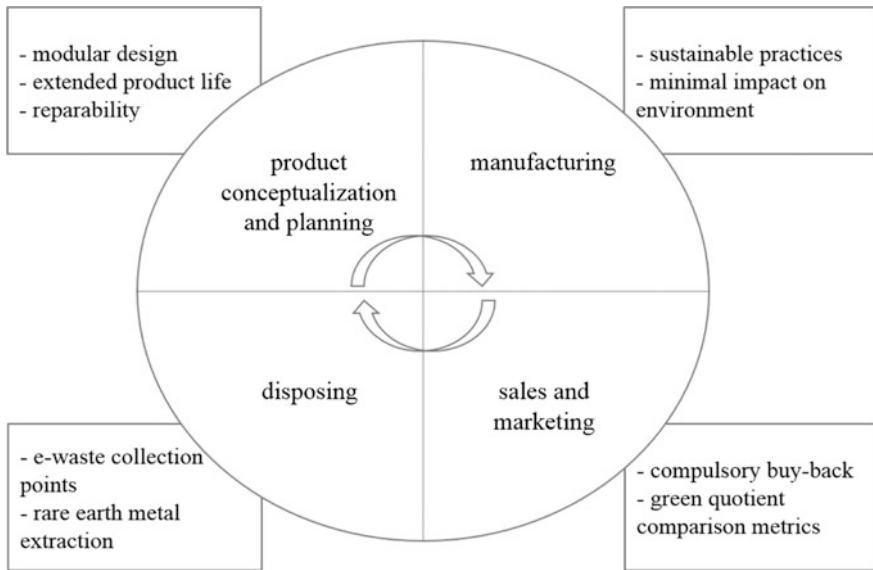 - modular design
- extended product life
- reparability
- sustainable practices
- minimal impact on
environment
product
conceptualization
and planning
manufacturing
disposing
sales and
marketing
- e-waste collection
points
- rare earth metal
extraction
- compulsory buy-back
- green quotient
comparison metrics